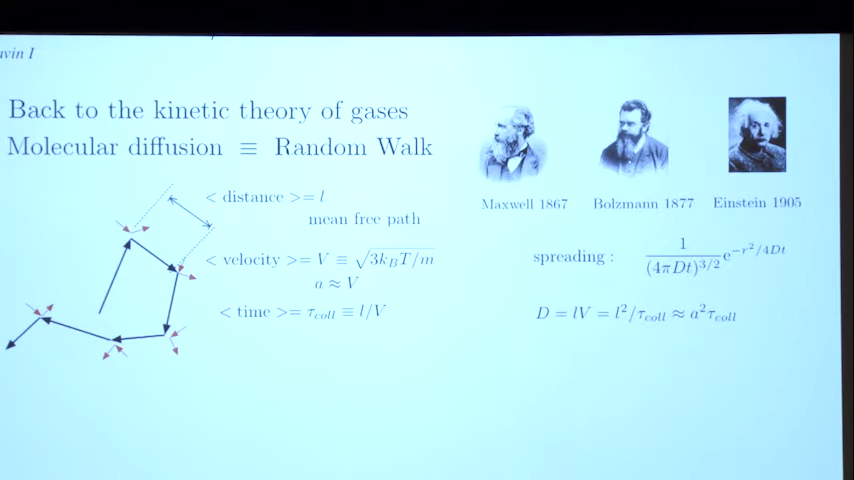 Back to the kinetic theory of gases
Molecular diffusion ≡ Random Walk
< distance >= l
mean free path
< velocity >= V ≡ √3k_BT/m
a ≈ V
< time >= τ_coll ≡ l/V
Maxwell 1867 Bolzmann 1877 Einstein 1905
spreading : 1/(4πDt)^{3/2} e^{−r²/4Dt}
D = lV = l²/τ_coll ≈ a²τ_coll